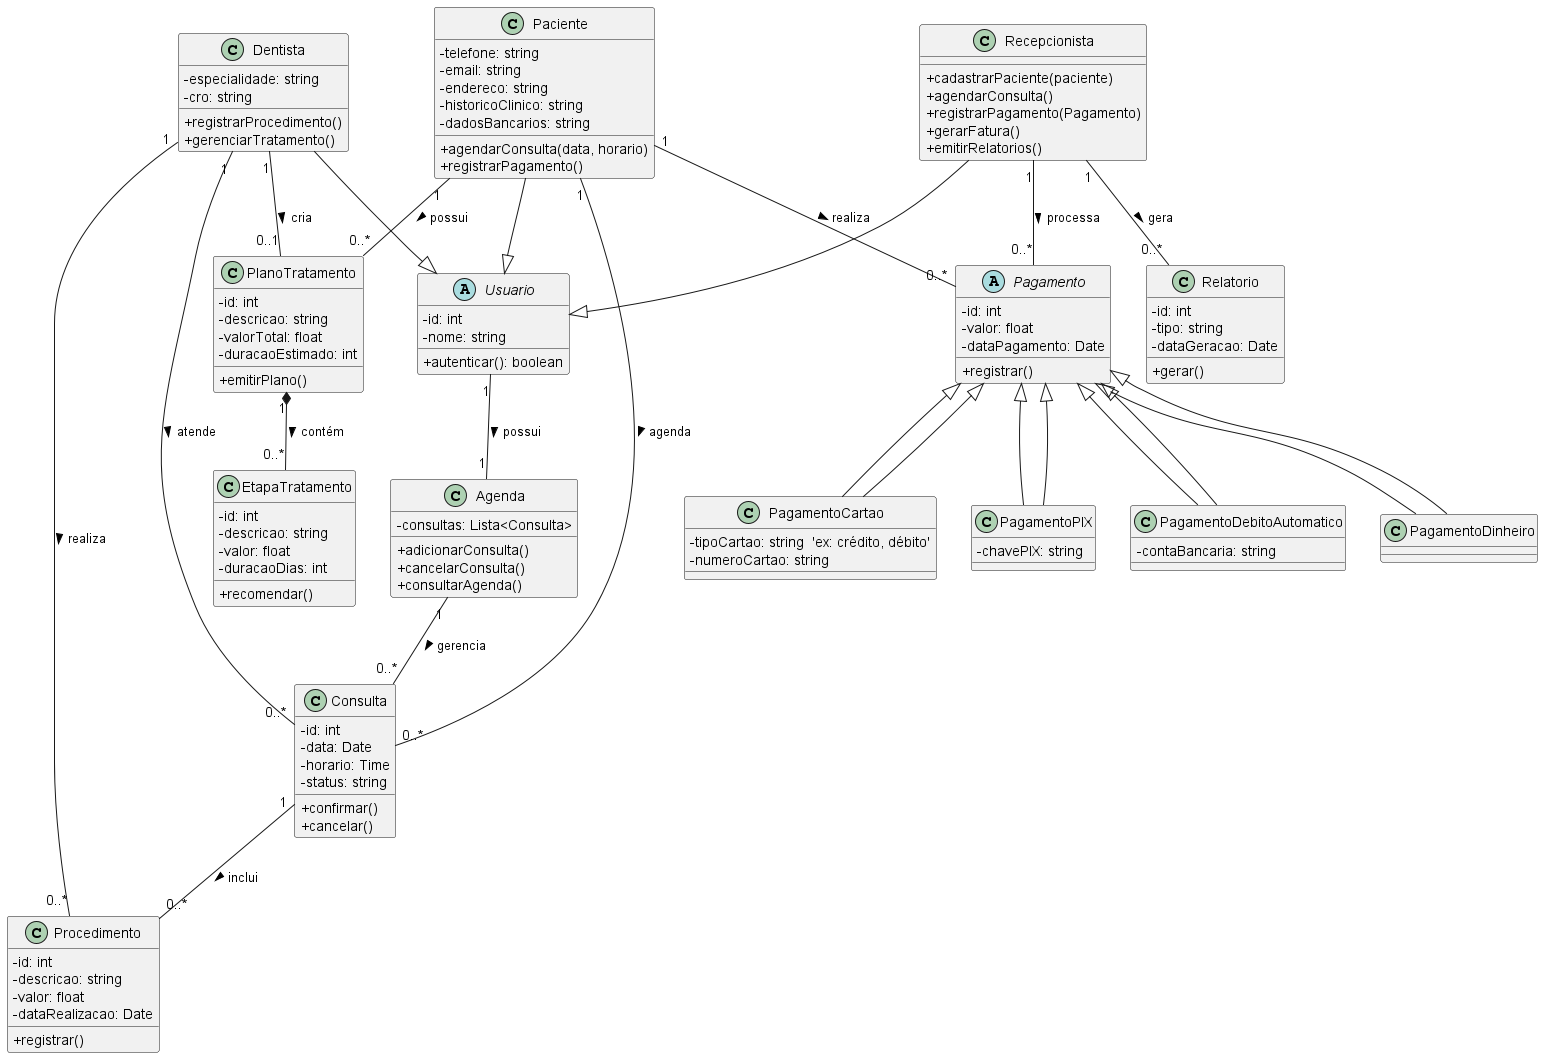 C Dentista
-especialidade: string
-cro: string
+registrarProcedimento()
+gerenciarTratamento()
C Paciente
-telefone: string
-email: string
-endereco: string
-historicoClinico: string
-dadosBancarios: string
+agendarConsulta(data, horario)
+registrarPagamento()
C Recepcionista
+cadastrarPaciente(paciente)
+agendarConsulta()
+registrarPagamento(Pagamento)
+gerarFatura()
+emitirRelatorios()
1
1
1
1
1
1
1
1
cria
possui
realiza
processa
gera
0..1
0..*
0..*
0..*
0..*
C PlanoTratamento
-id: int
-descricao: string
-valorTotal: float
-duracaoEstimado: int
+emitirPlano()
A Usuario
-id: int
-nome: string
+autenticar(): boolean
A Pagamento
-id: int
-valor: float
-dataPagamento: Date
+registrar()
C Relatorio
-id: int
-tipo: string
-dataGeracao: Date
+gerar()
1
1
atende
contém
possui
agenda
0..*
1
C EtapaTratamento
-id: int
-descricao: string
-valor: float
-duracaoDias: int
+recomendar()
C Agenda
-consultas: Lista<Consulta>
+adicionarConsulta()
+cancelarConsulta()
+consultarAgenda()
C PagamentoCartao
-tipoCartao: string 'ex: crédito, débito'
-numeroCartao: string
C PagamentoPIX
-chavePIX: string
C PagamentoDebitoAutomatico
-contaBancaria: string
C PagamentoDinheiro
realiza
1
gerencia
0..*
0..*
0..*
C Consulta
-id: int
-data: Date
-horario: Time
-status: string
+confirmar()
+cancelar()
1
inclui
0..*
0..*
C Procedimento
-id: int
-descricao: string
-valor: float
-dataRealizacao: Date
+registrar()